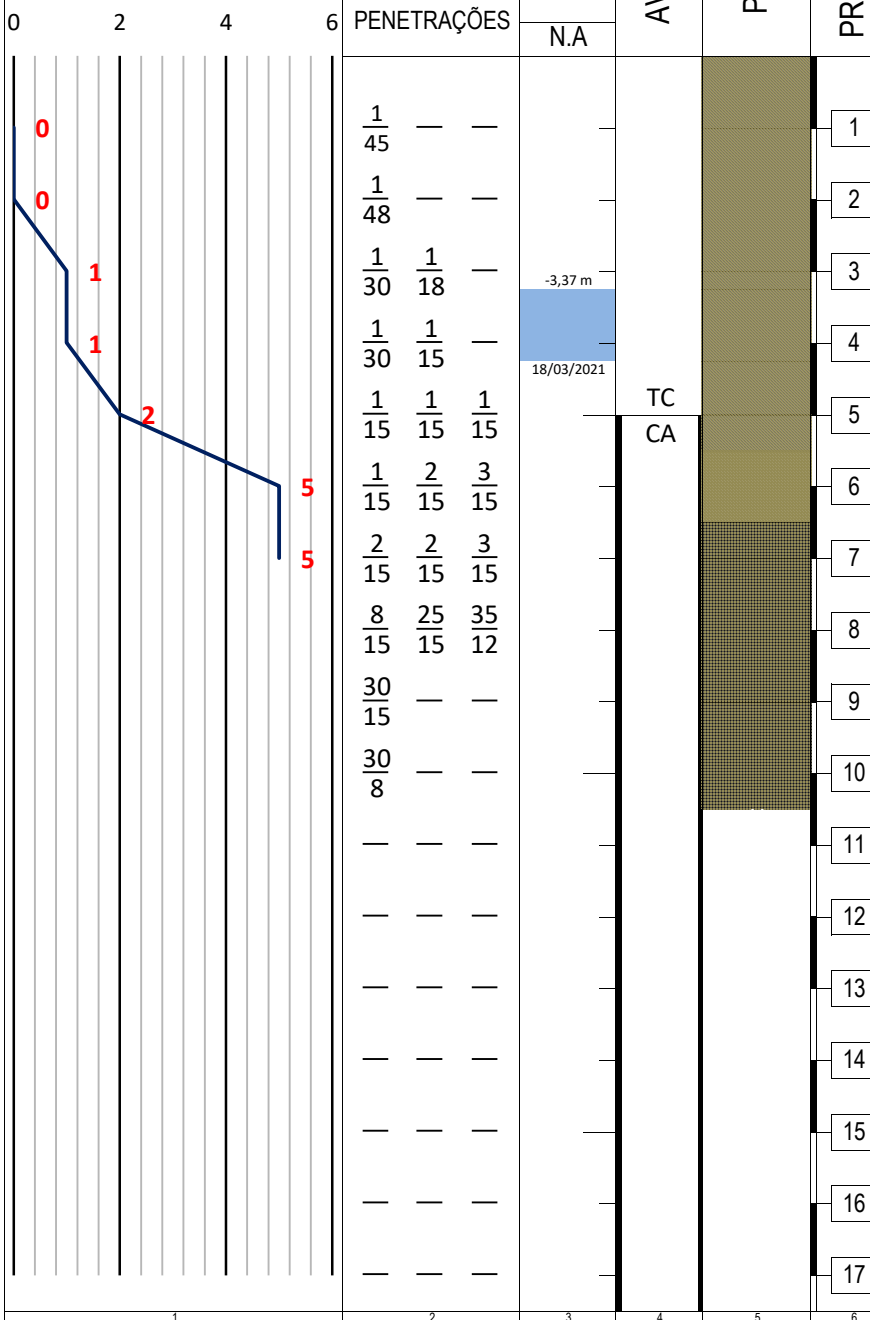 0 2 4 6
PENETRAÇÕES
N.A
AV
P
PR
0 1/45 — — 1
0 1/48 — — 2
1 1/30 1/18 — 3
-3,37 m
1 1/30 1/15 — 4
18/03/2021
TC
2 1/15 1/15 1/15 5
CA
5 1/15 2/15 3/15 6
5 2/15 2/15 3/15 7
8/15 25/15 35/12 8
30/15 — — 9
30/8 — — 10
— — — 11
— — — 12
— — — 13
— — — 14
— — — 15
— — — 16
— — — 17
1 2 3 4 5 6